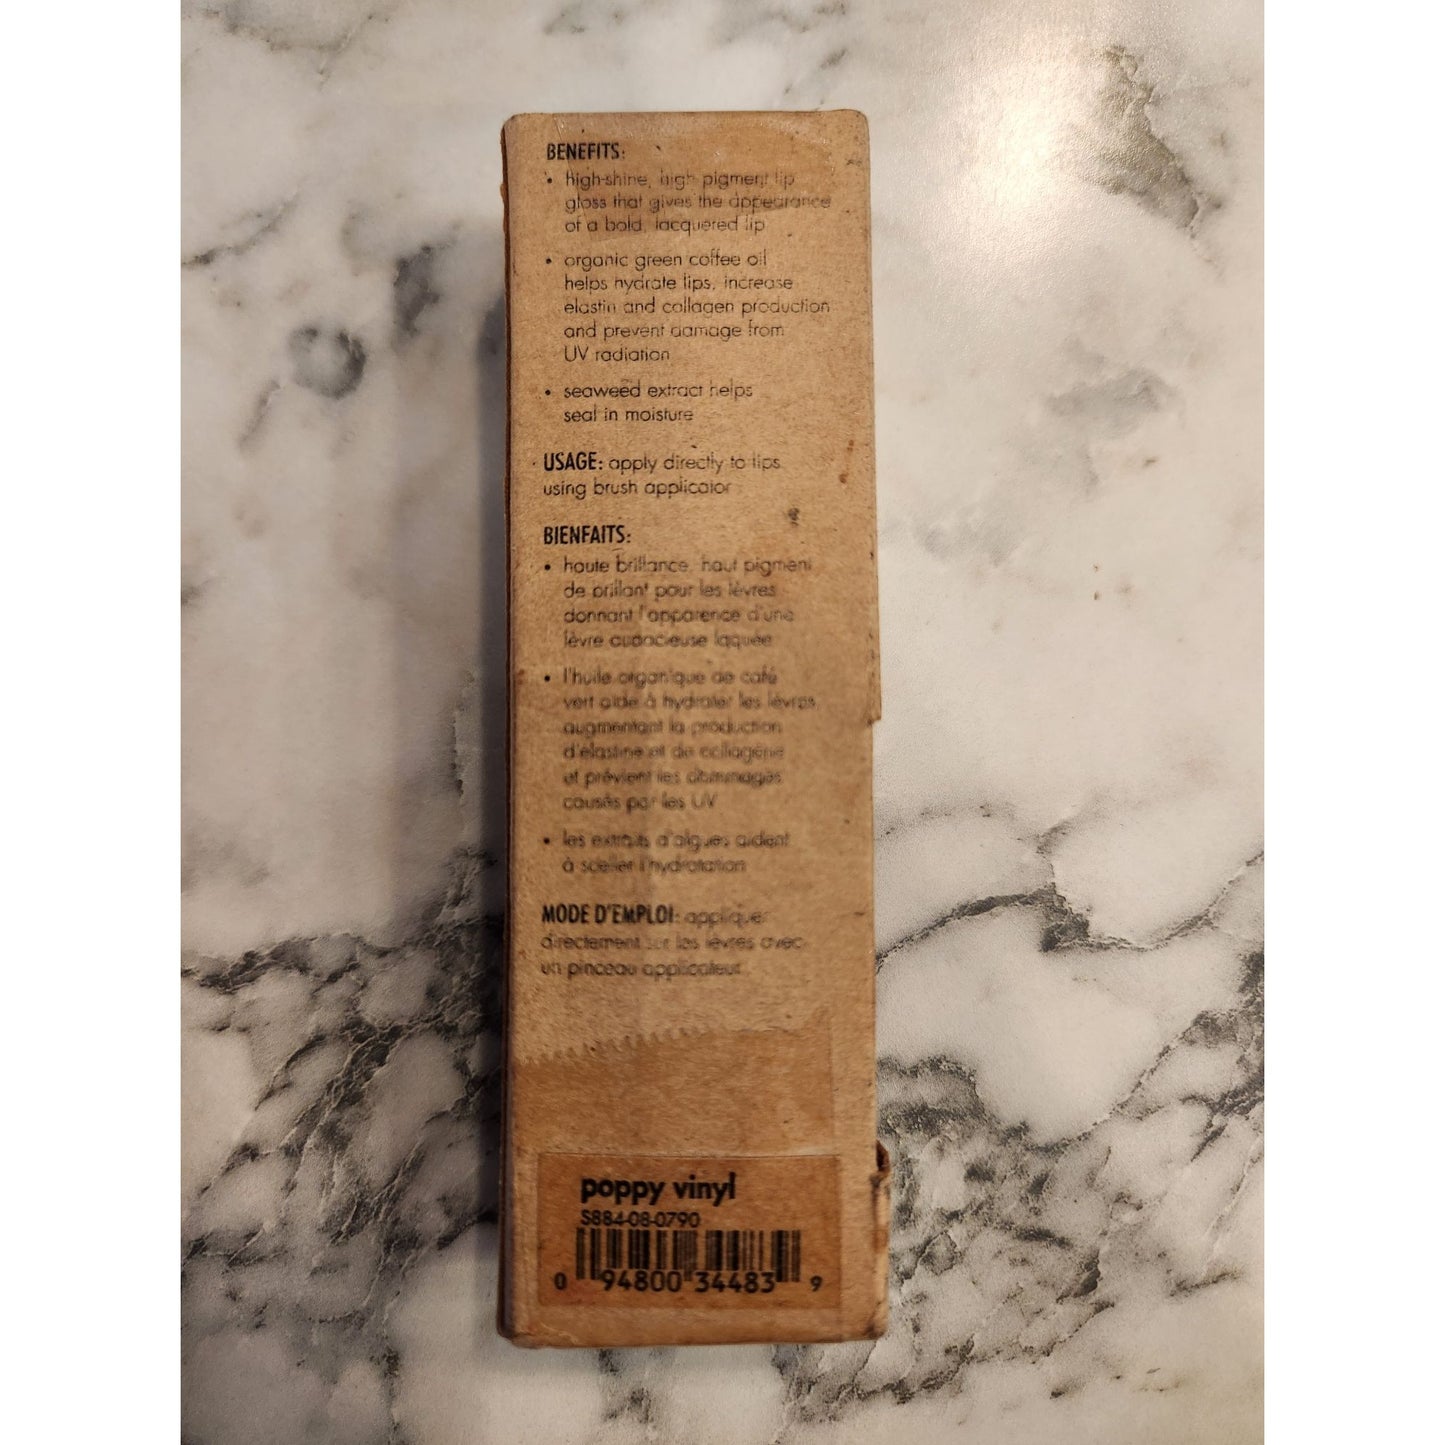 BENEFITS:
• high-shine, high pigment lip
gloss that gives the appearance
of a bold, lacquered lip
• organic green coffee oil
helps hydrate lips, increase
elastin and collagen production
and prevent damage from
UV radiation
• seaweed extract helps
seal in moisture
USAGE: apply directly to lips
using brush applicator
BIENFAITS:
• haute brillance, haut pigment
de brillant pour les lèvres
donnant l'apparence d'une
lèvre audacieuse laquée
• l'huile organique de café
vert aide à hydrater les lèvres,
augmentant la production
d'élastine et de collagène
et prévient les dommages
causés par les UV
• les extraits d'algues aident
à sceller l'hydratation
MODE D'EMPLOI: appliquer
directement sur les lèvres avec
un pinceau applicateur
poppy vinyl
S884-08-0790
0 94800 34483 9